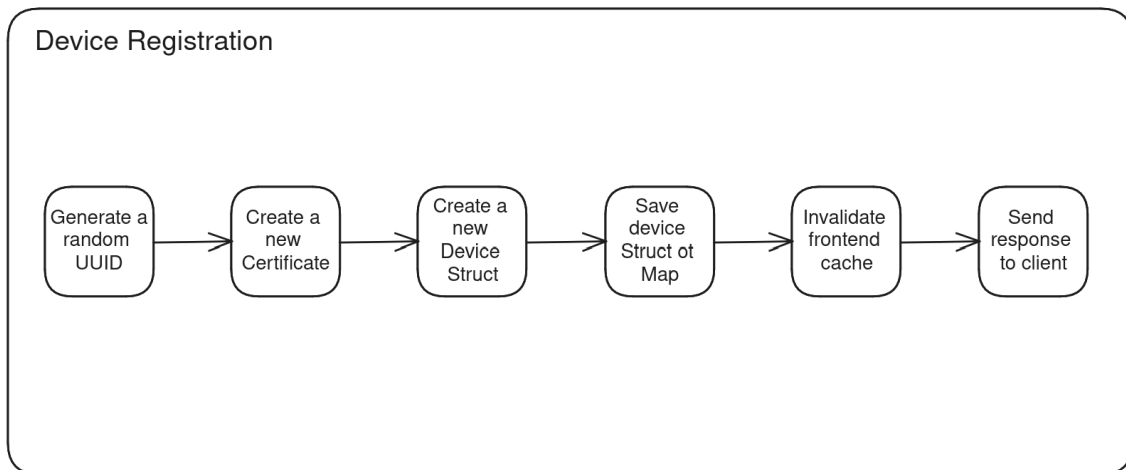 Device Registration
Generate a
random
UUID
Create a
new
Certificate
Create a
new
Device
Struct
Save
device
Struct ot
Map
Invalidate
frontend
cache
Send
response
to client